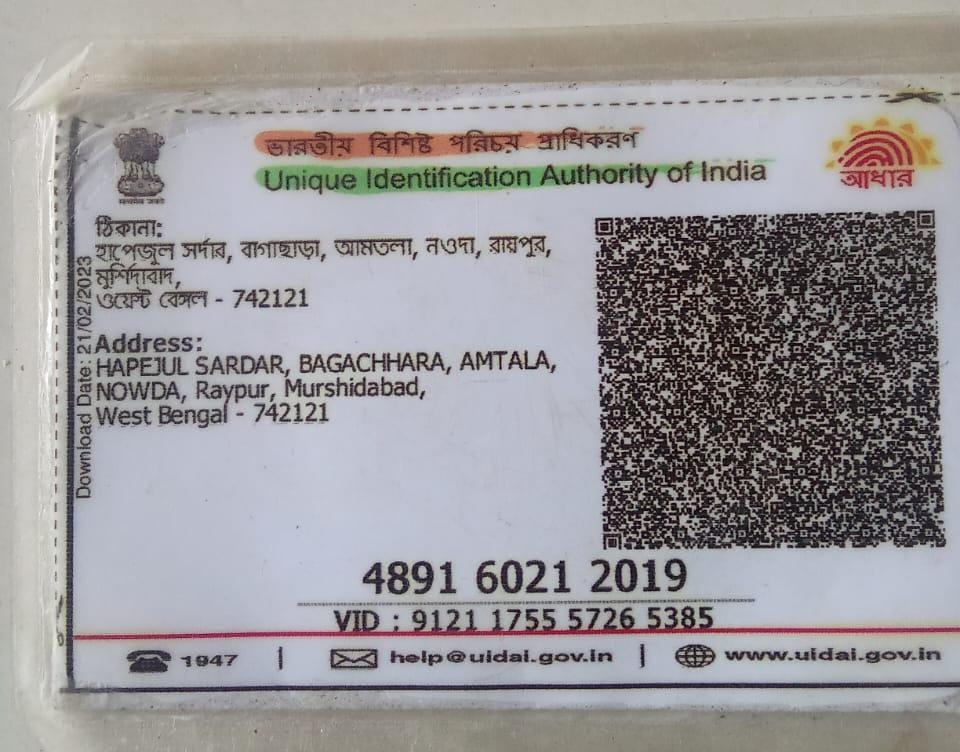 ভারতীয় বিশিষ্ট পরিচয় প্রাধিকরণ
Unique Identification Authority of India
আধার
ঠিকানা:
হাপেজুল সর্দার, বাগাছাড়া, আমতলা, নওদা, রায়পুর,
মুর্শিদাবাদ,
ওয়েস্ট বেঙ্গল - 742121
Address:
HAPEJUL SARDAR, BAGACHHARA, AMTALA,
NOWDA, Raypur, Murshidabad,
West Bengal - 742121
Download Date: 21/02/2023
4891 6021 2019
VID : 9121 1755 5726 5385
1947 | help@uidai.gov.in | www.uidai.gov.in